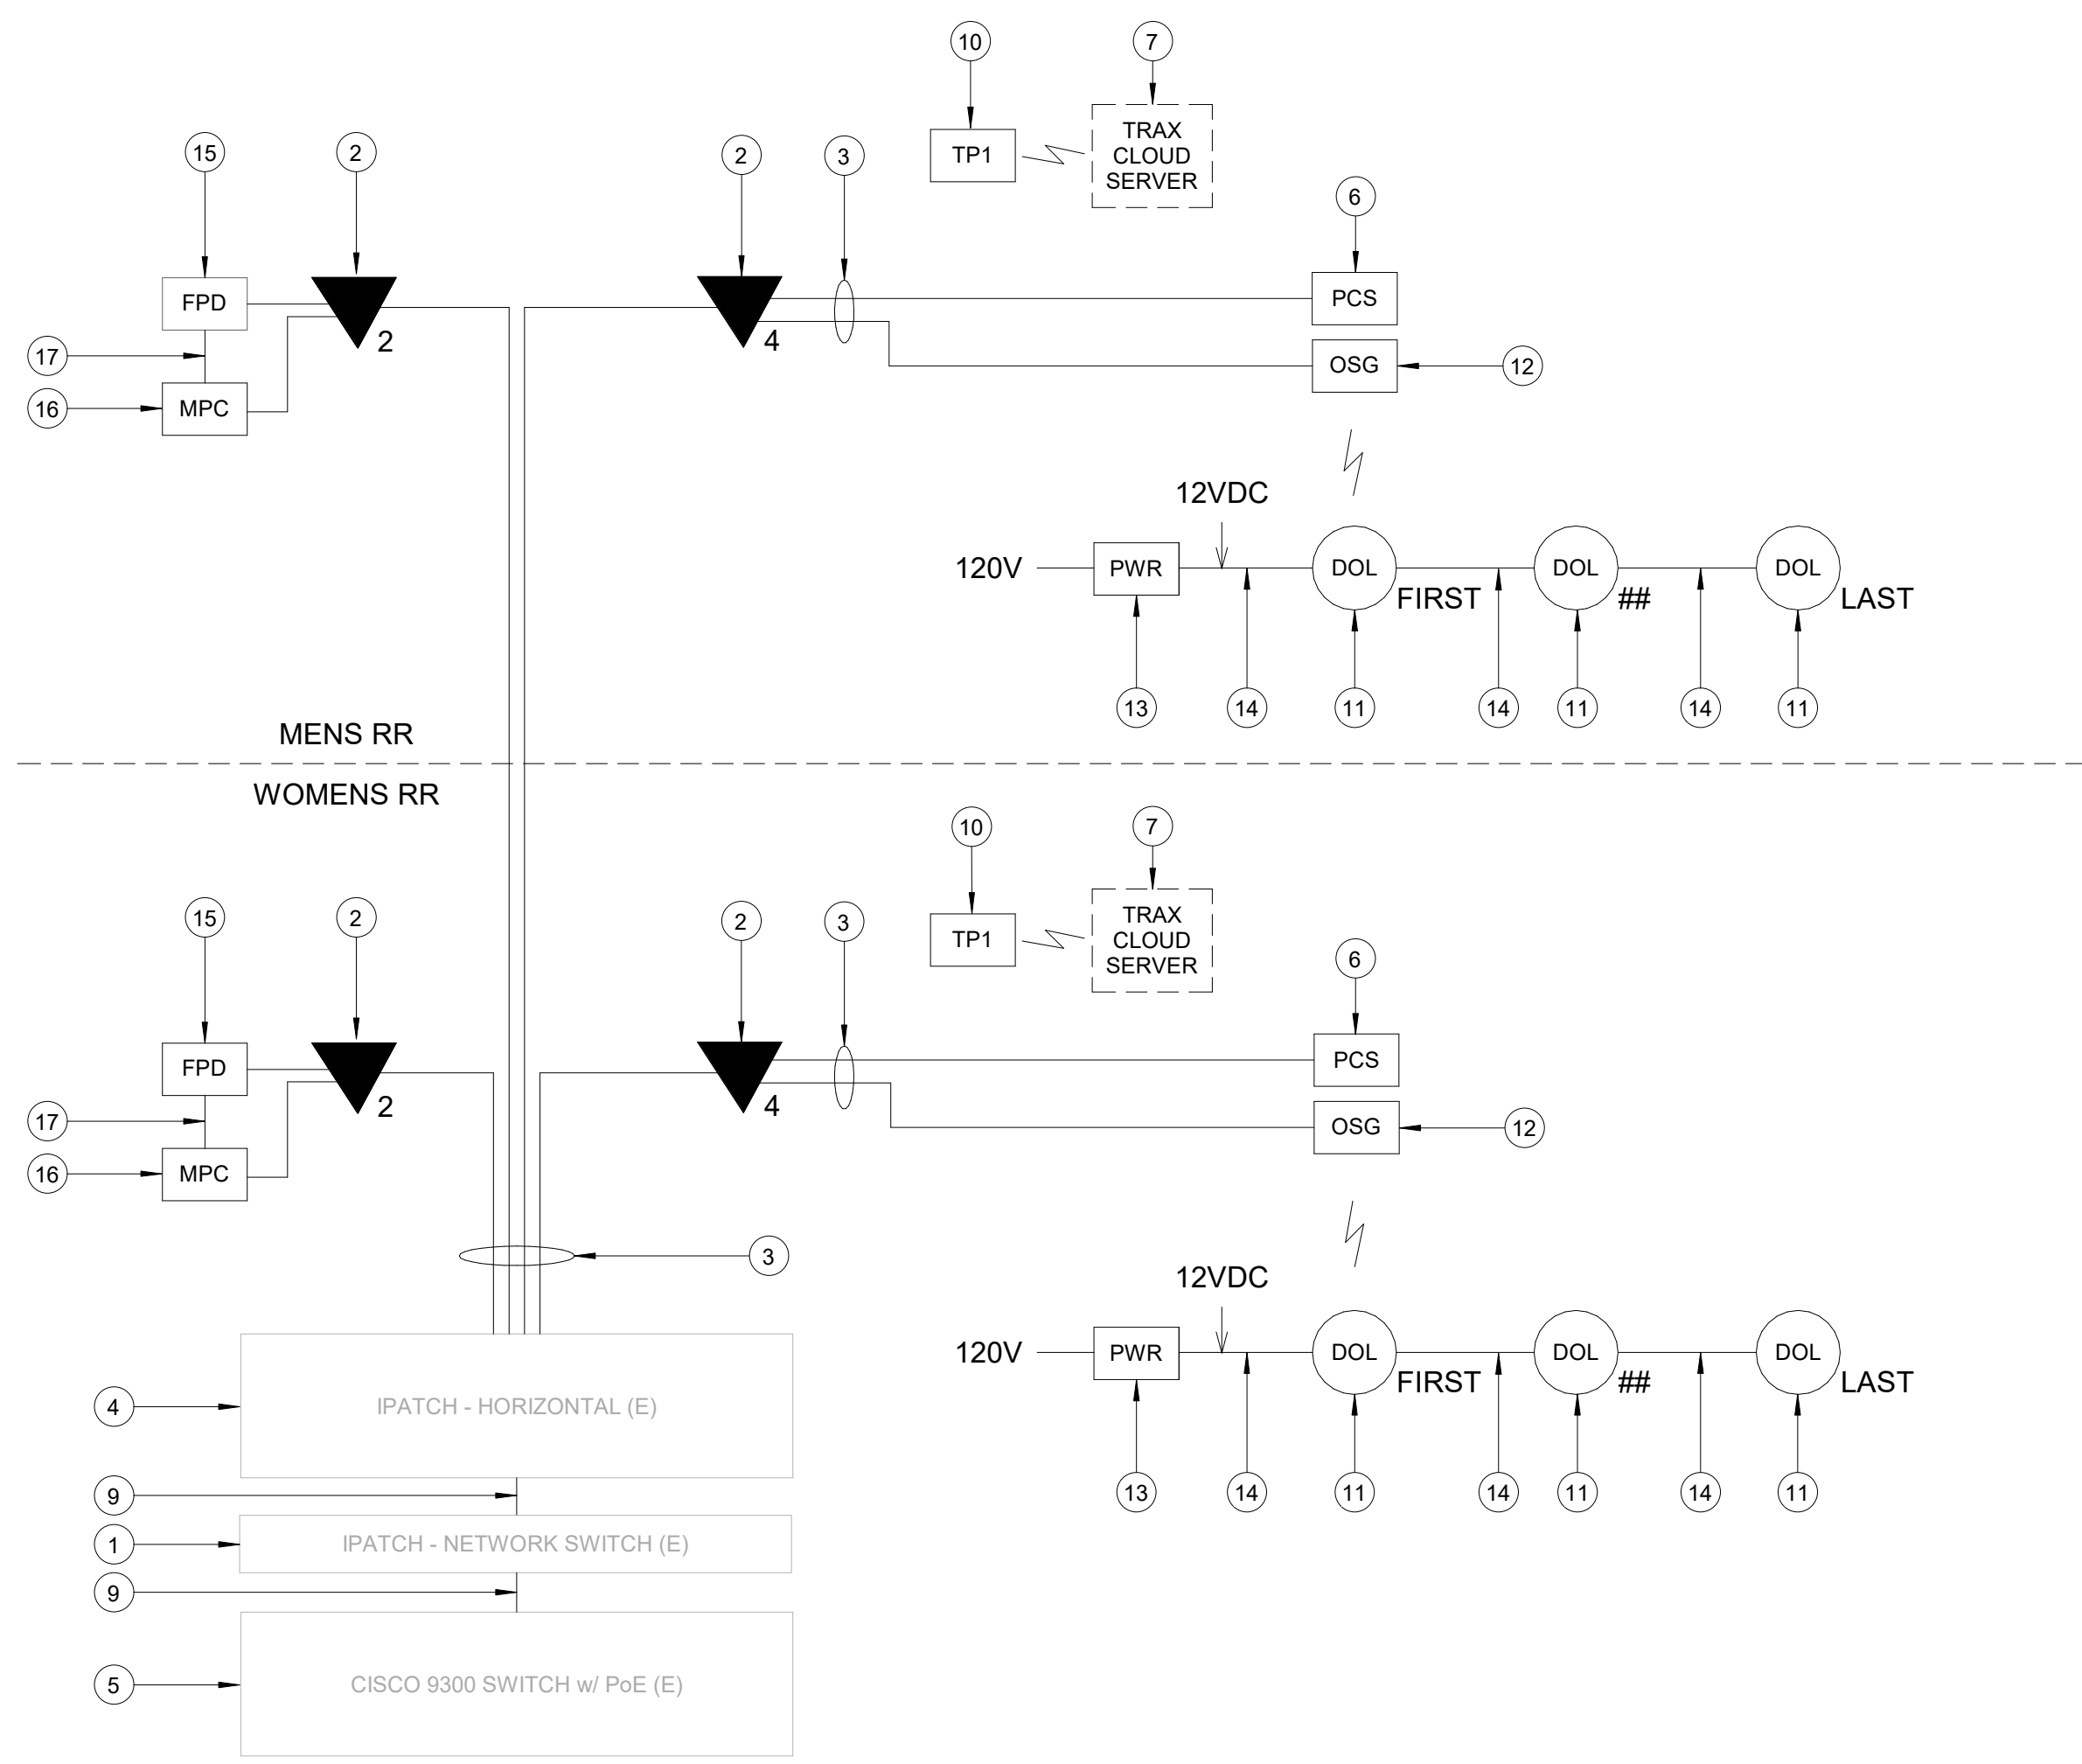 10
7
TRAX
CLOUD
SERVER
TP1
15
2
2
3
6
FPD
2
4
PCS
17
OSG
12
16
MPC
12VDC
120V
PWR
DOL
FIRST
DOL
##
DOL
LAST
13
14
11
14
11
14
11
MENS RR
WOMENS RR
10
7
TRAX
CLOUD
SERVER
TP1
15
2
2
3
6
FPD
2
4
PCS
17
OSG
12
16
MPC
3
12VDC
120V
PWR
DOL
FIRST
DOL
##
DOL
LAST
4
IPATCH - HORIZONTAL (E)
13
14
11
14
11
14
11
9
1
IPATCH - NETWORK SWITCH (E)
9
5
CISCO 9300 SWITCH w/ PoE (E)